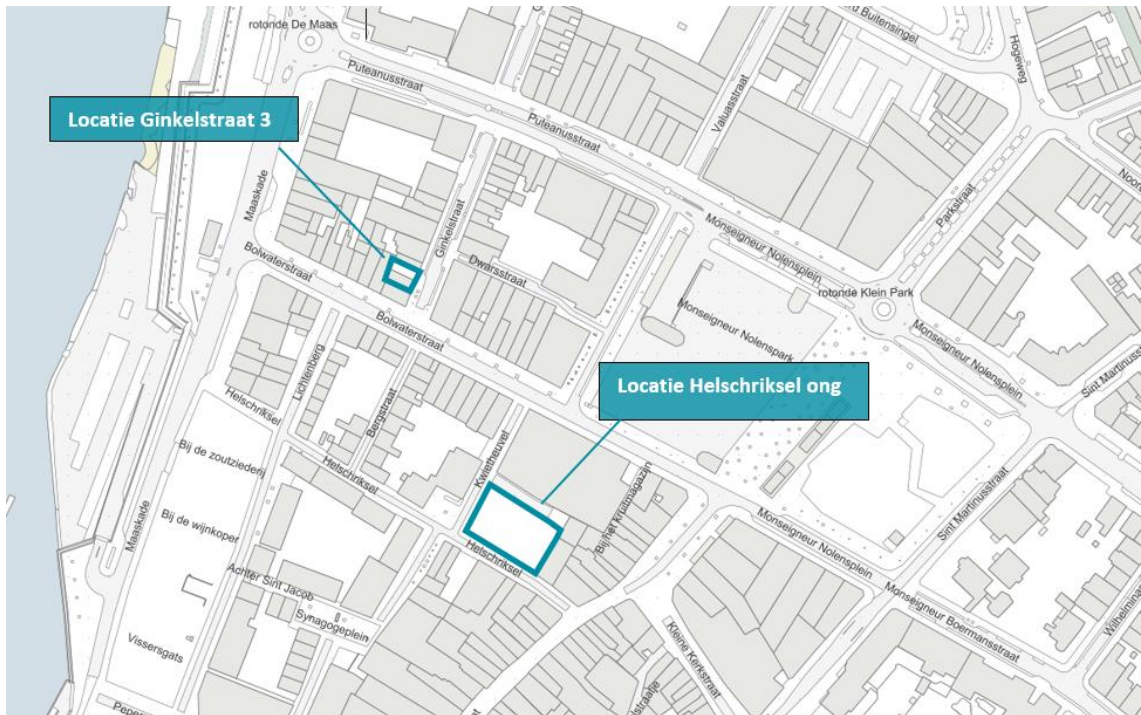 rotonde De Maas
Buitensingel
Hogeweg
Puteanusstraat
Valuasstraat
Locatie Ginkelstraat 3
Puteanusstraat
Maaskade
Ginkelstraat
Parkstraat
Monseigneur Nolensplein
Bolwaterstraat
Dwarsstraat
rotonde Klein Park
Monseigneur Nolenspark
Bolwaterstraat
Monseigneur Nolensplein
Lichtenberg
Locatie Helschriksel ong
Bergstraat
Helschriksel
Bij de zoutziederij
Helschriksel
Kwietheuvel
Bij het kruitmagazijn
Sint Martinusstraat
Maaskade
Bij de wijnkoper
Helschriksel
Monseigneur Nolensplein
Achter Sint Jacob
Synagogeplein
Vissersgats
Monseigneur Boermansstraat
Kleine Kerkstraat